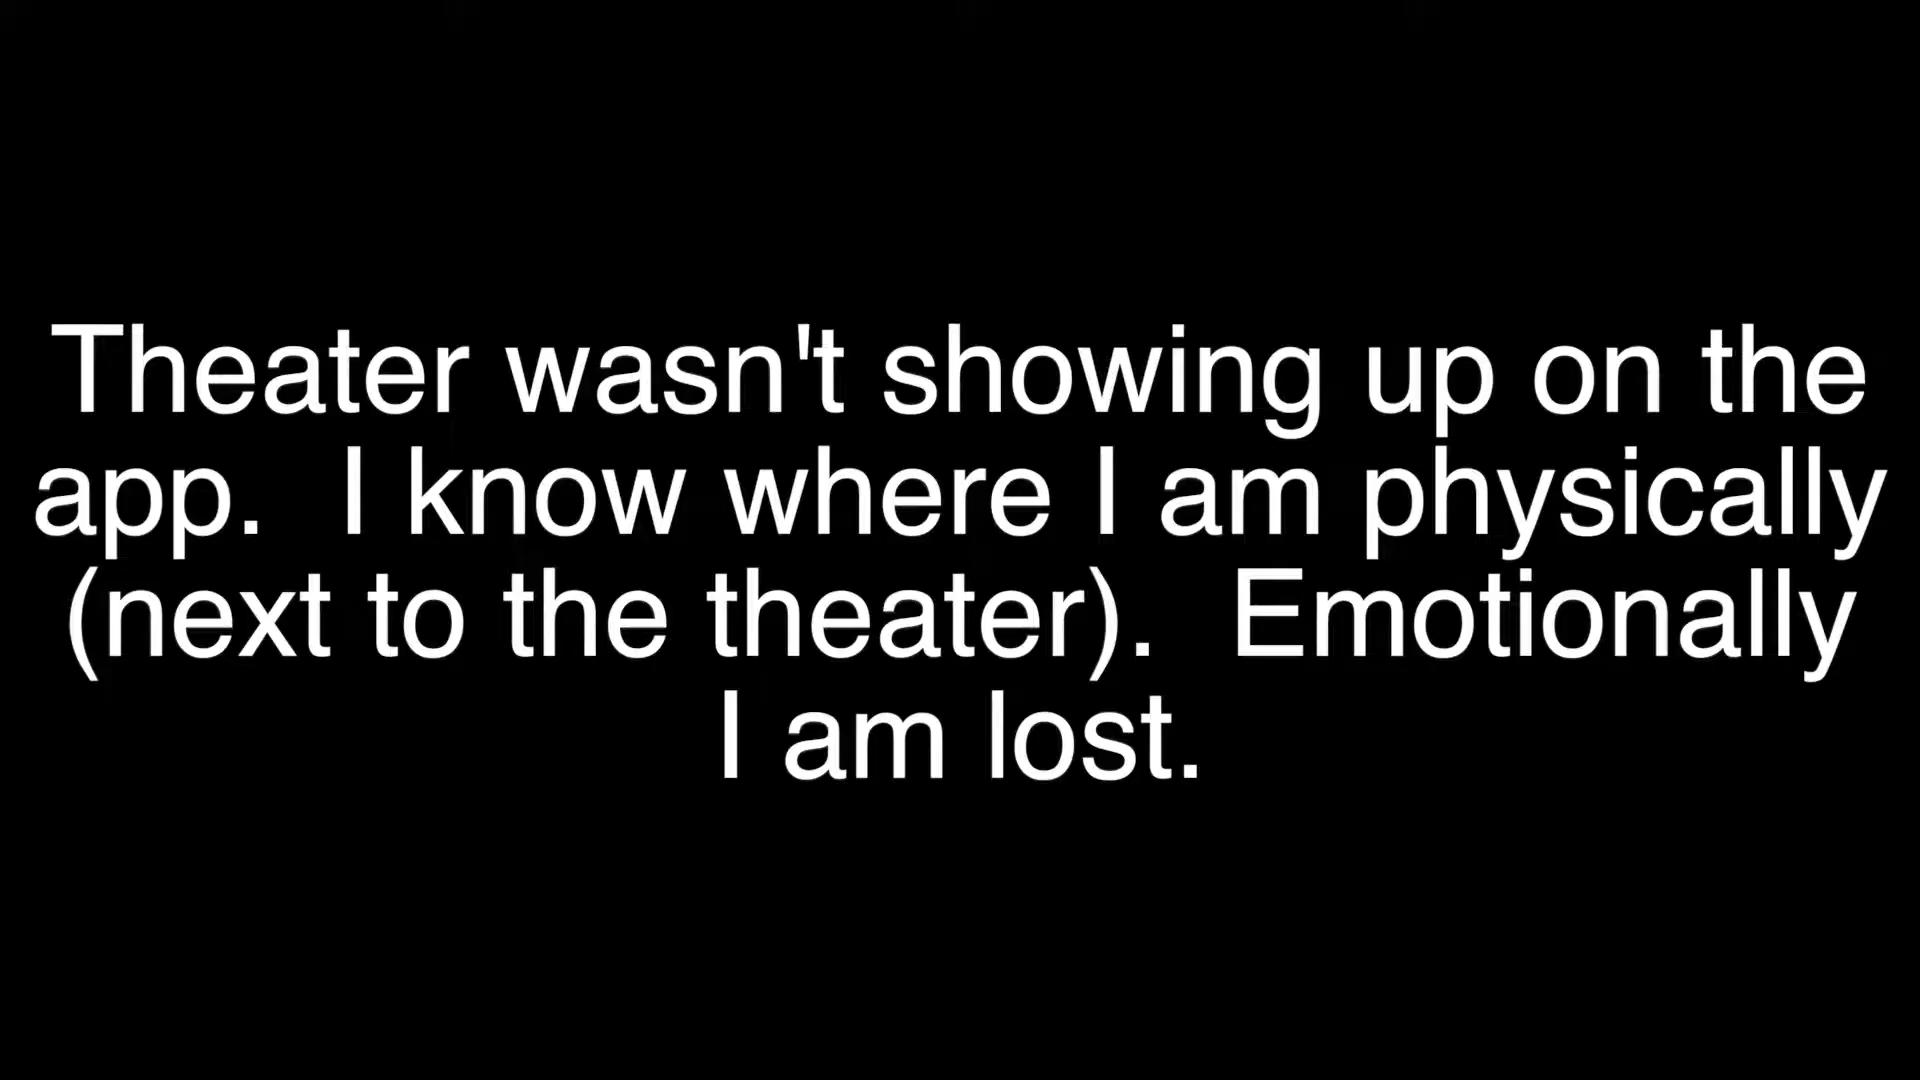 Theater wasn't showing up on the
app.  I know where I am physically
(next to the theater).  Emotionally
I am lost.